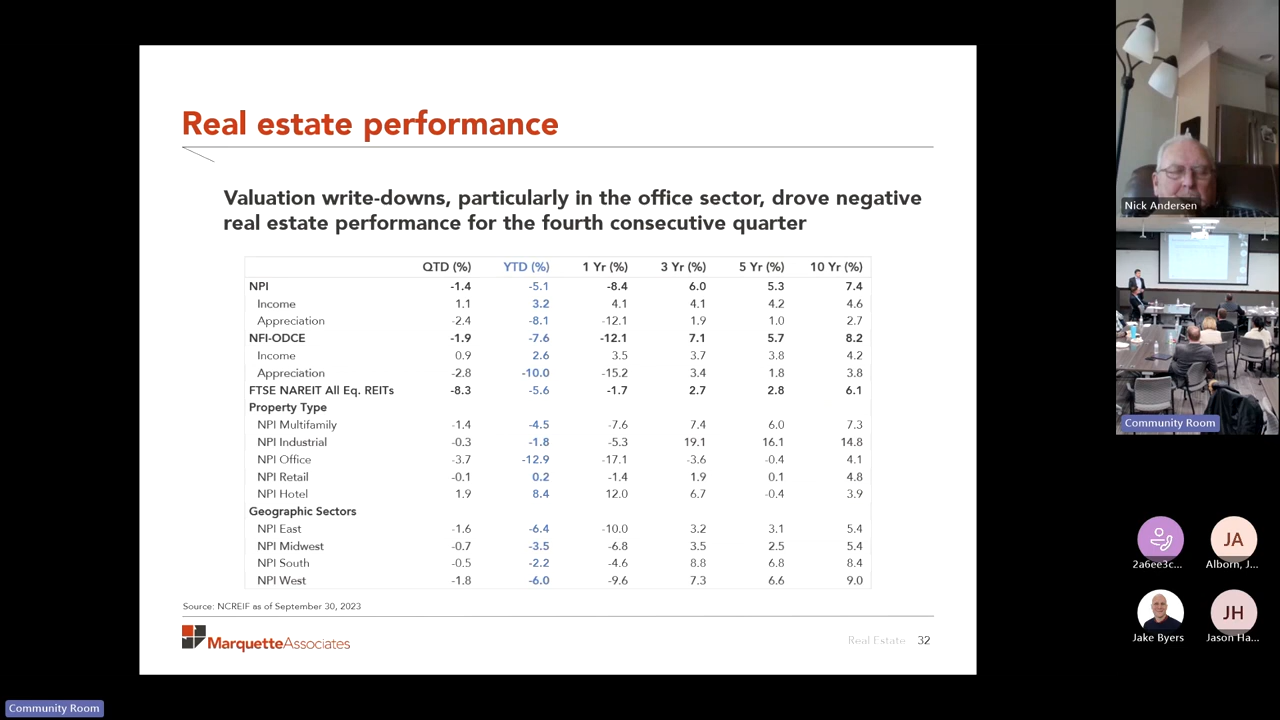 Real estate performance
Valuation write-downs, particularly in the office sector, drove negative
real estate performance for the fourth consecutive quarter
QTD (%) YTD (%) 1 Yr (%) 3 Yr (%) 5 Yr (%) 10 Yr (%)
NPI -1.4 -5.1 -8.4 6.0 5.3 7.4
Income 1.1 3.2 4.1 4.1 4.2 4.6
Appreciation -2.4 -8.1 -12.1 1.9 1.0 2.7
NFI-ODCE -1.9 -7.6 -12.1 7.1 5.7 8.2
Income 0.9 2.6 3.5 3.7 3.8 4.2
Appreciation -2.8 -10.0 -15.2 3.4 1.8 3.8
FTSE NAREIT All Eq. REITs -8.3 -5.6 -1.7 2.7 2.8 6.1
Property Type
NPI Multifamily -1.4 -4.5 -7.6 7.4 6.0 7.3
NPI Industrial -0.3 -1.8 -5.3 19.1 16.1 14.8
NPI Office -3.7 -12.9 -17.1 -3.6 -0.4 4.1
NPI Retail -0.1 0.2 -1.4 1.9 0.1 4.8
NPI Hotel 1.9 8.4 12.0 6.7 -0.4 3.9
Geographic Sectors
NPI East -1.6 -6.4 -10.0 3.2 3.1 5.4
NPI Midwest -0.7 -3.5 -6.8 3.5 2.5 5.4
NPI South -0.5 -2.2 -4.6 8.8 6.8 8.4
NPI West -1.8 -6.0 -9.6 7.3 6.6 9.0
Source: NCREIF as of September 30, 2023
MarquetteAssociates
Real Estate 32
Nick Andersen
Community Room
JA
2a6ee3c... Alborn, J...
JH
Jake Byers Jason Ha...
Community Room